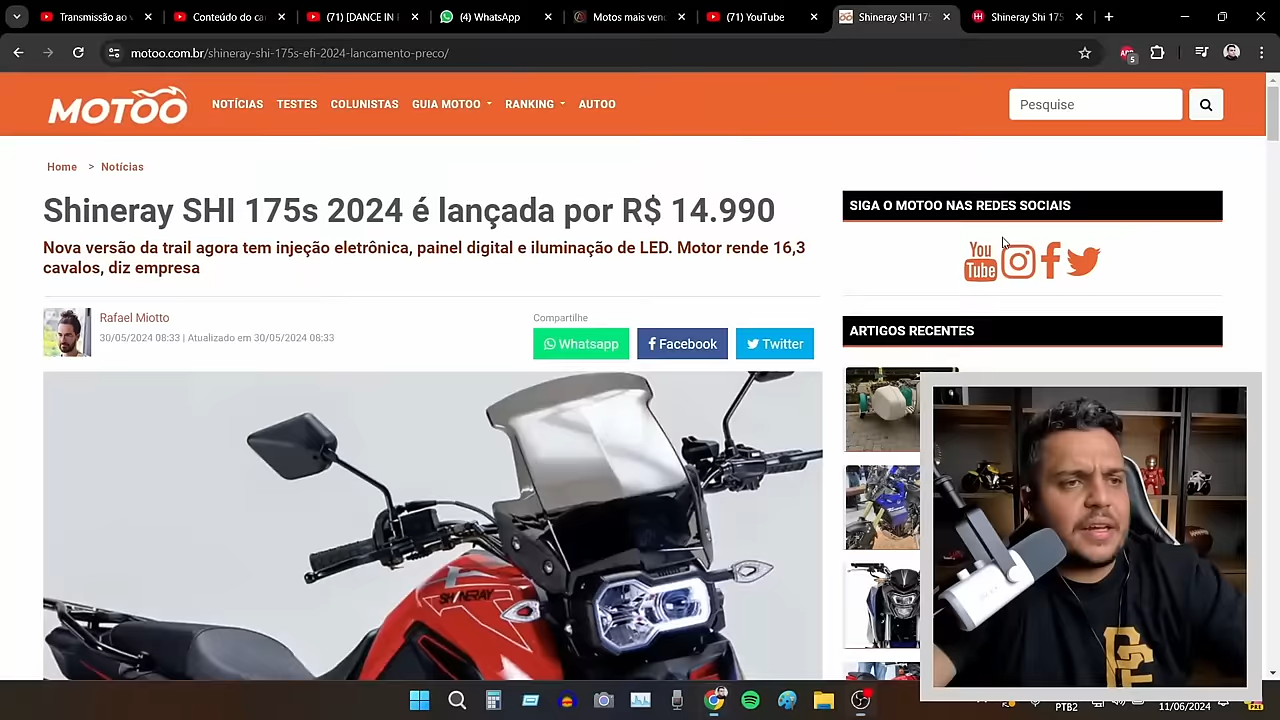 Transmissão ao v
Conteúdo do ca
(71) [DANCE IN
(4) WhatsApp
Motos mais ven
(71) YouTube
Shineray SHI 175
Shineray Shi 175
motoo.com.br/shineray-shi-175s-efi-2024-lancamento-preco/
5
MOTOO
NOTÍCIAS
TESTES
COLUNISTAS
GUIA MOTOO
RANKING
AUTOO
Pesquise
Home > Notícias
Shineray SHI 175s 2024 é lançada por R$ 14.990
Nova versão da trail agora tem injeção eletrônica, painel digital e iluminação de LED. Motor rende 16,3
cavalos, diz empresa
Rafael Miotto
30/05/2024 08:33 | Atualizado em 30/05/2024 08:33
Compartilhe
Whatsapp
Facebook
Twitter
SIGA O MOTOO NAS REDES SOCIAIS
You
Tube
ARTIGOS RECENTES
SHINERAY
PTB2
11/06/2024